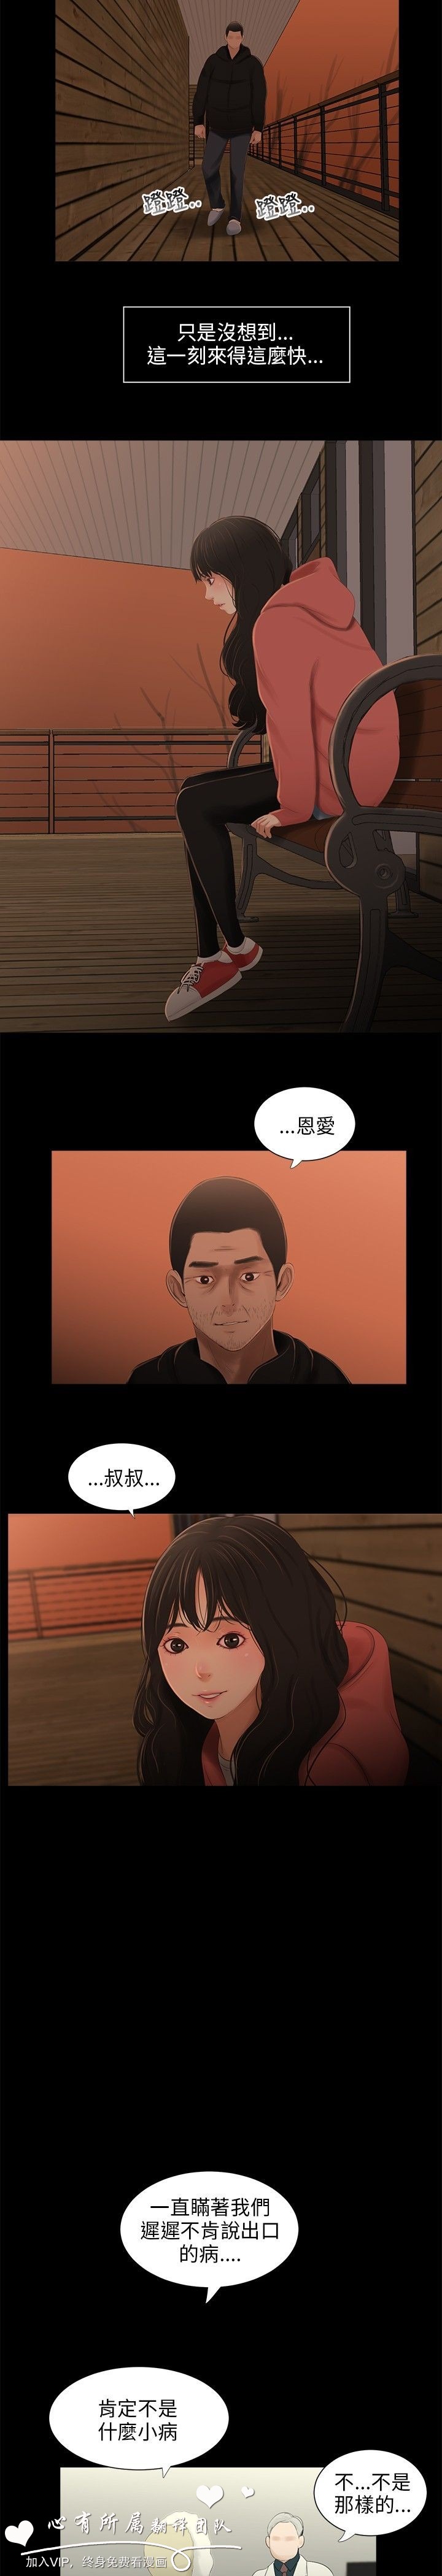 蹬蹬..
蹬蹬..
只是沒想到...
這一刻來得這麼快...
...恩愛
...叔叔...
一直瞞著我們
遲遲不肯說出口
的病....
肯定不是
什麼小病
不...不是
那樣的...
心有所属翻译团队
加入VIP，终身免费看漫画